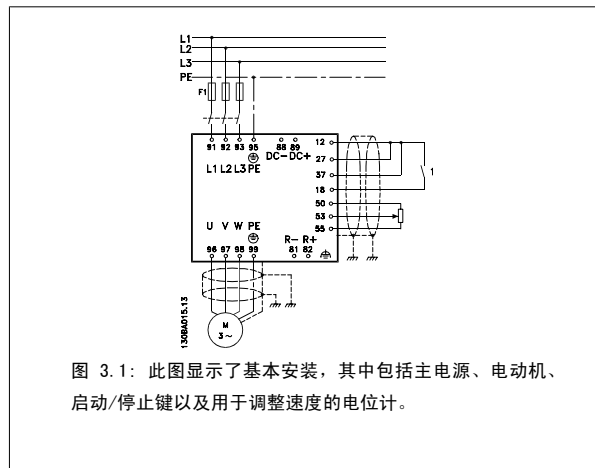 L1
L2
L3
PE
F1
91 92 93 95 88 89
DC- DC+
L1 L2 L3 PE
12
27
37
18
50
53
55
1
U V W PE
R- R+
96 97 98 99 81 82
M
3~
130BA015.13
图 3.1: 此图显示了基本安装，其中包括主电源、电动机、
启动/停止键以及用于调整速度的电位计。